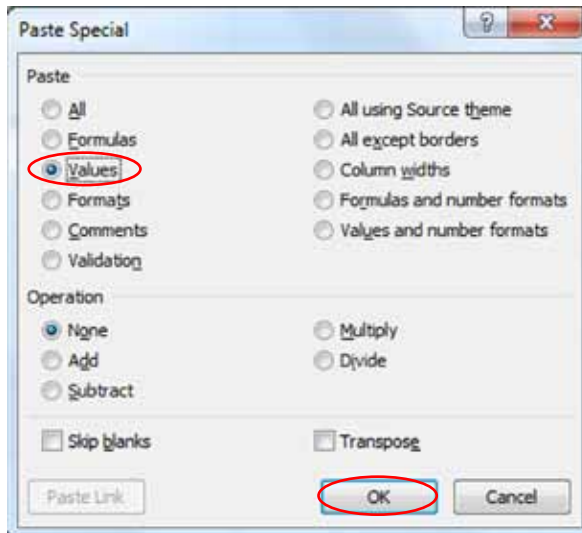 Paste Special
Paste
All
All using Source theme
Formulas
All except borders
Values
Column widths
Formats
Formulas and number formats
Comments
Values and number formats
Validation
Operation
None
Multiply
Add
Divide
Subtract
Skip blanks
Transpose
Paste Link
OK
Cancel